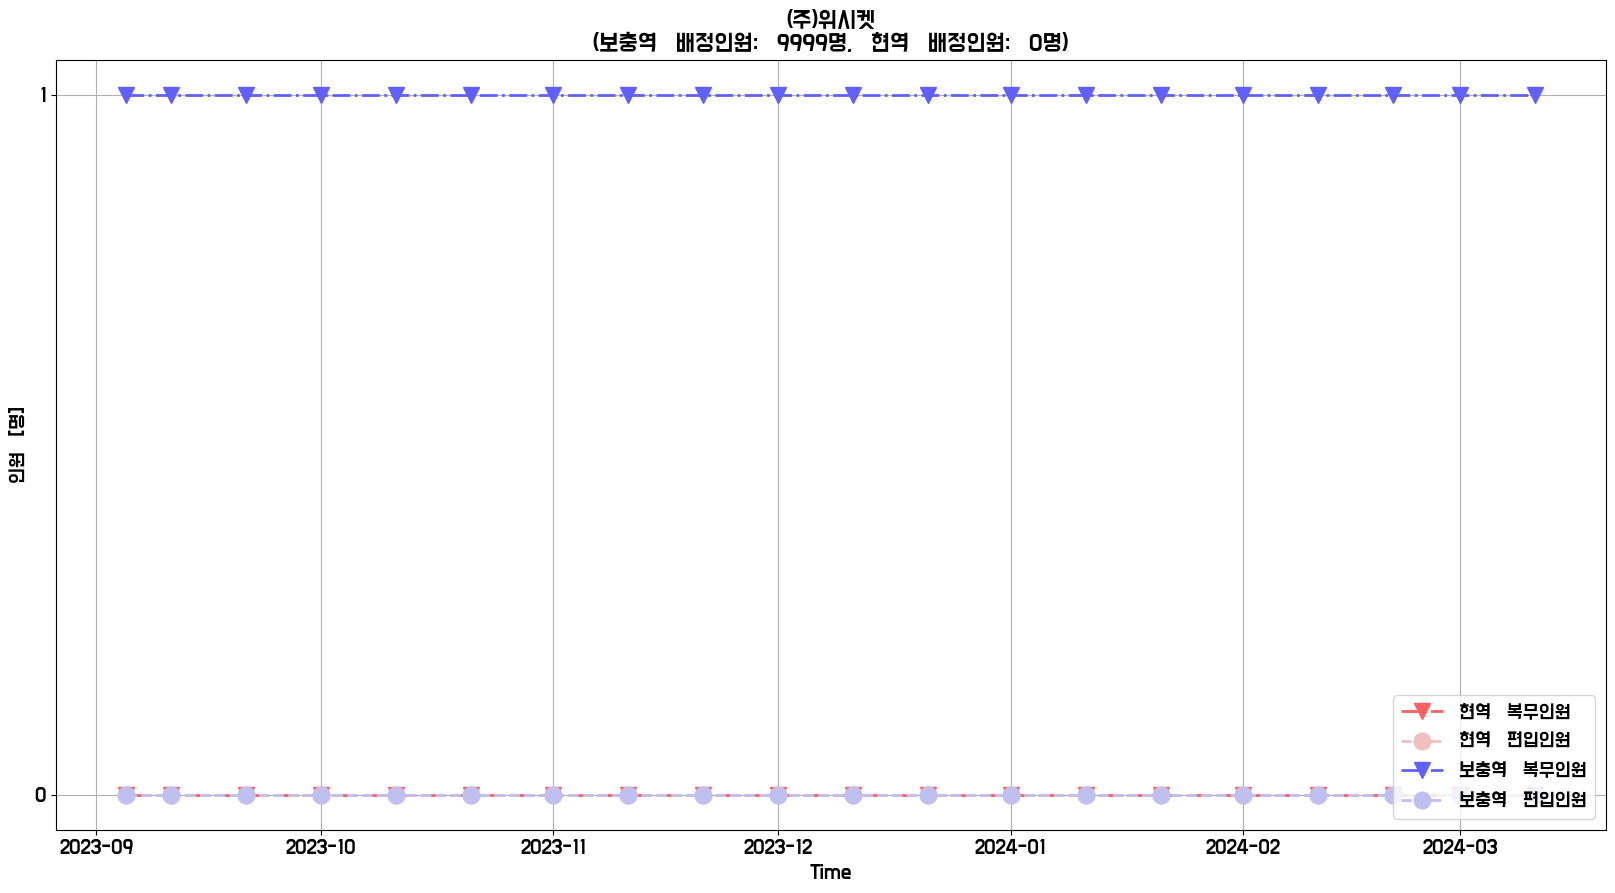 (주)위시켓
(보충역 배정인원: 9999명, 현역 배정인원: 0명)
1
0
인원 [명]
2023-09 2023-10 2023-11 2023-12 2024-01 2024-02 2024-03
Time
현역 복무인원
현역 편입인원
보충역 복무인원
보충역 편입인원